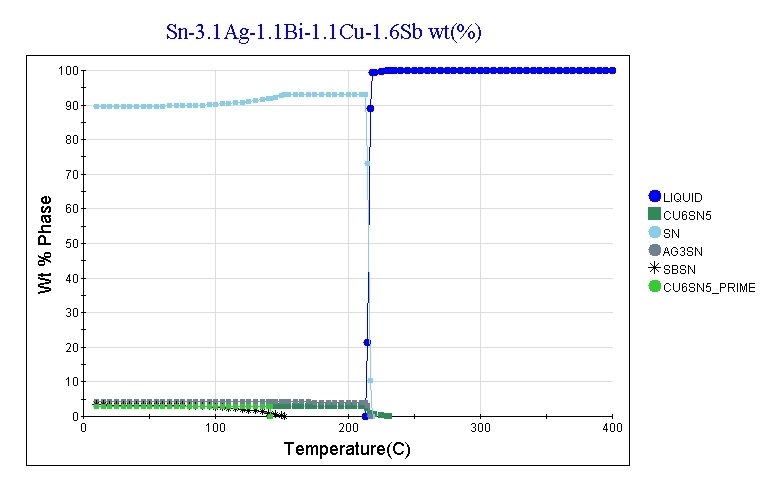 Sn-3.1Ag-1.1Bi-1.1Cu-1.6Sb wt(%)
100
90
80
70
60
50
40
30
20
10
0
Wt % Phase
0 100 200 300 400
Temperature(C)
LIQUID
CU6SN5
SN
AG3SN
SBSN
CU6SN5_PRIME